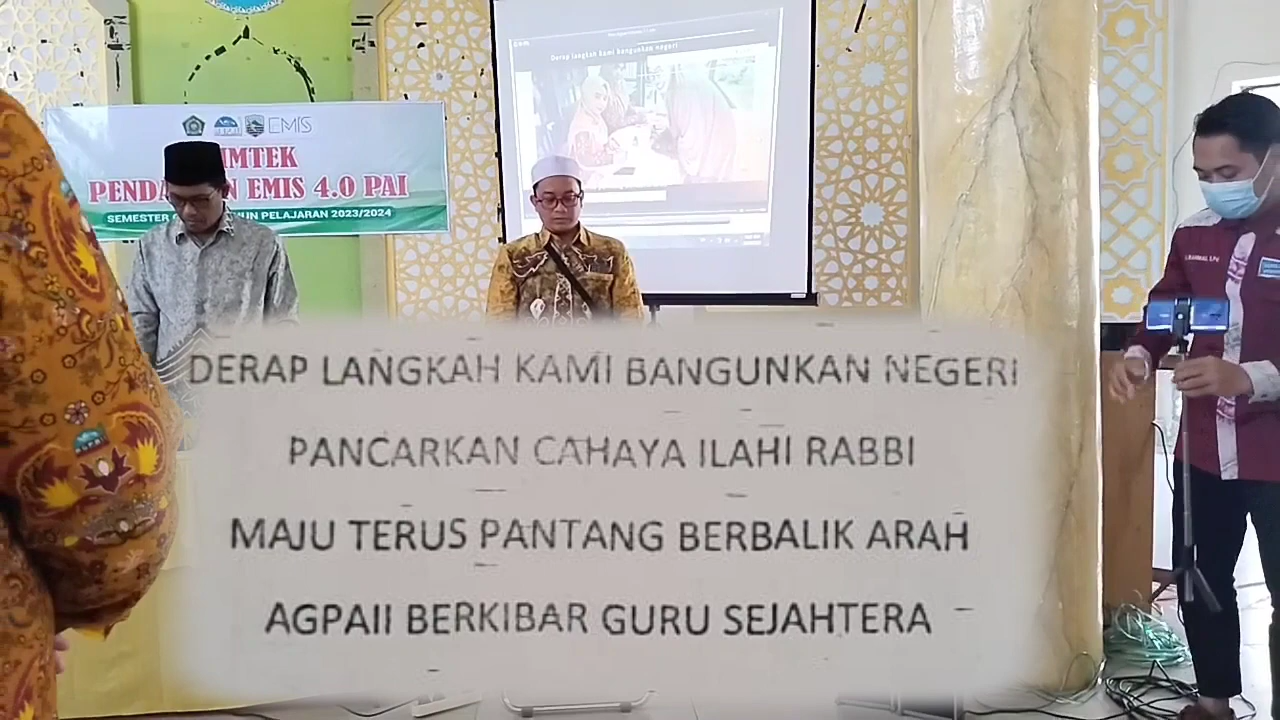 Derap langkah kami bangunkan negeri
EMIS
IMTEK
EMIS 4.0 PAI
SEMESTER
PELAJARAN 2023/2024
DERAP LANGKAH KAMI BANGUNKAN NEGERI
PANCARKAN CAHAYA ILAHI RABBI
MAJU TERUS PANTANG BERBALIK ARAH
AGPAII BERKIBAR GURU SEJAHTERA